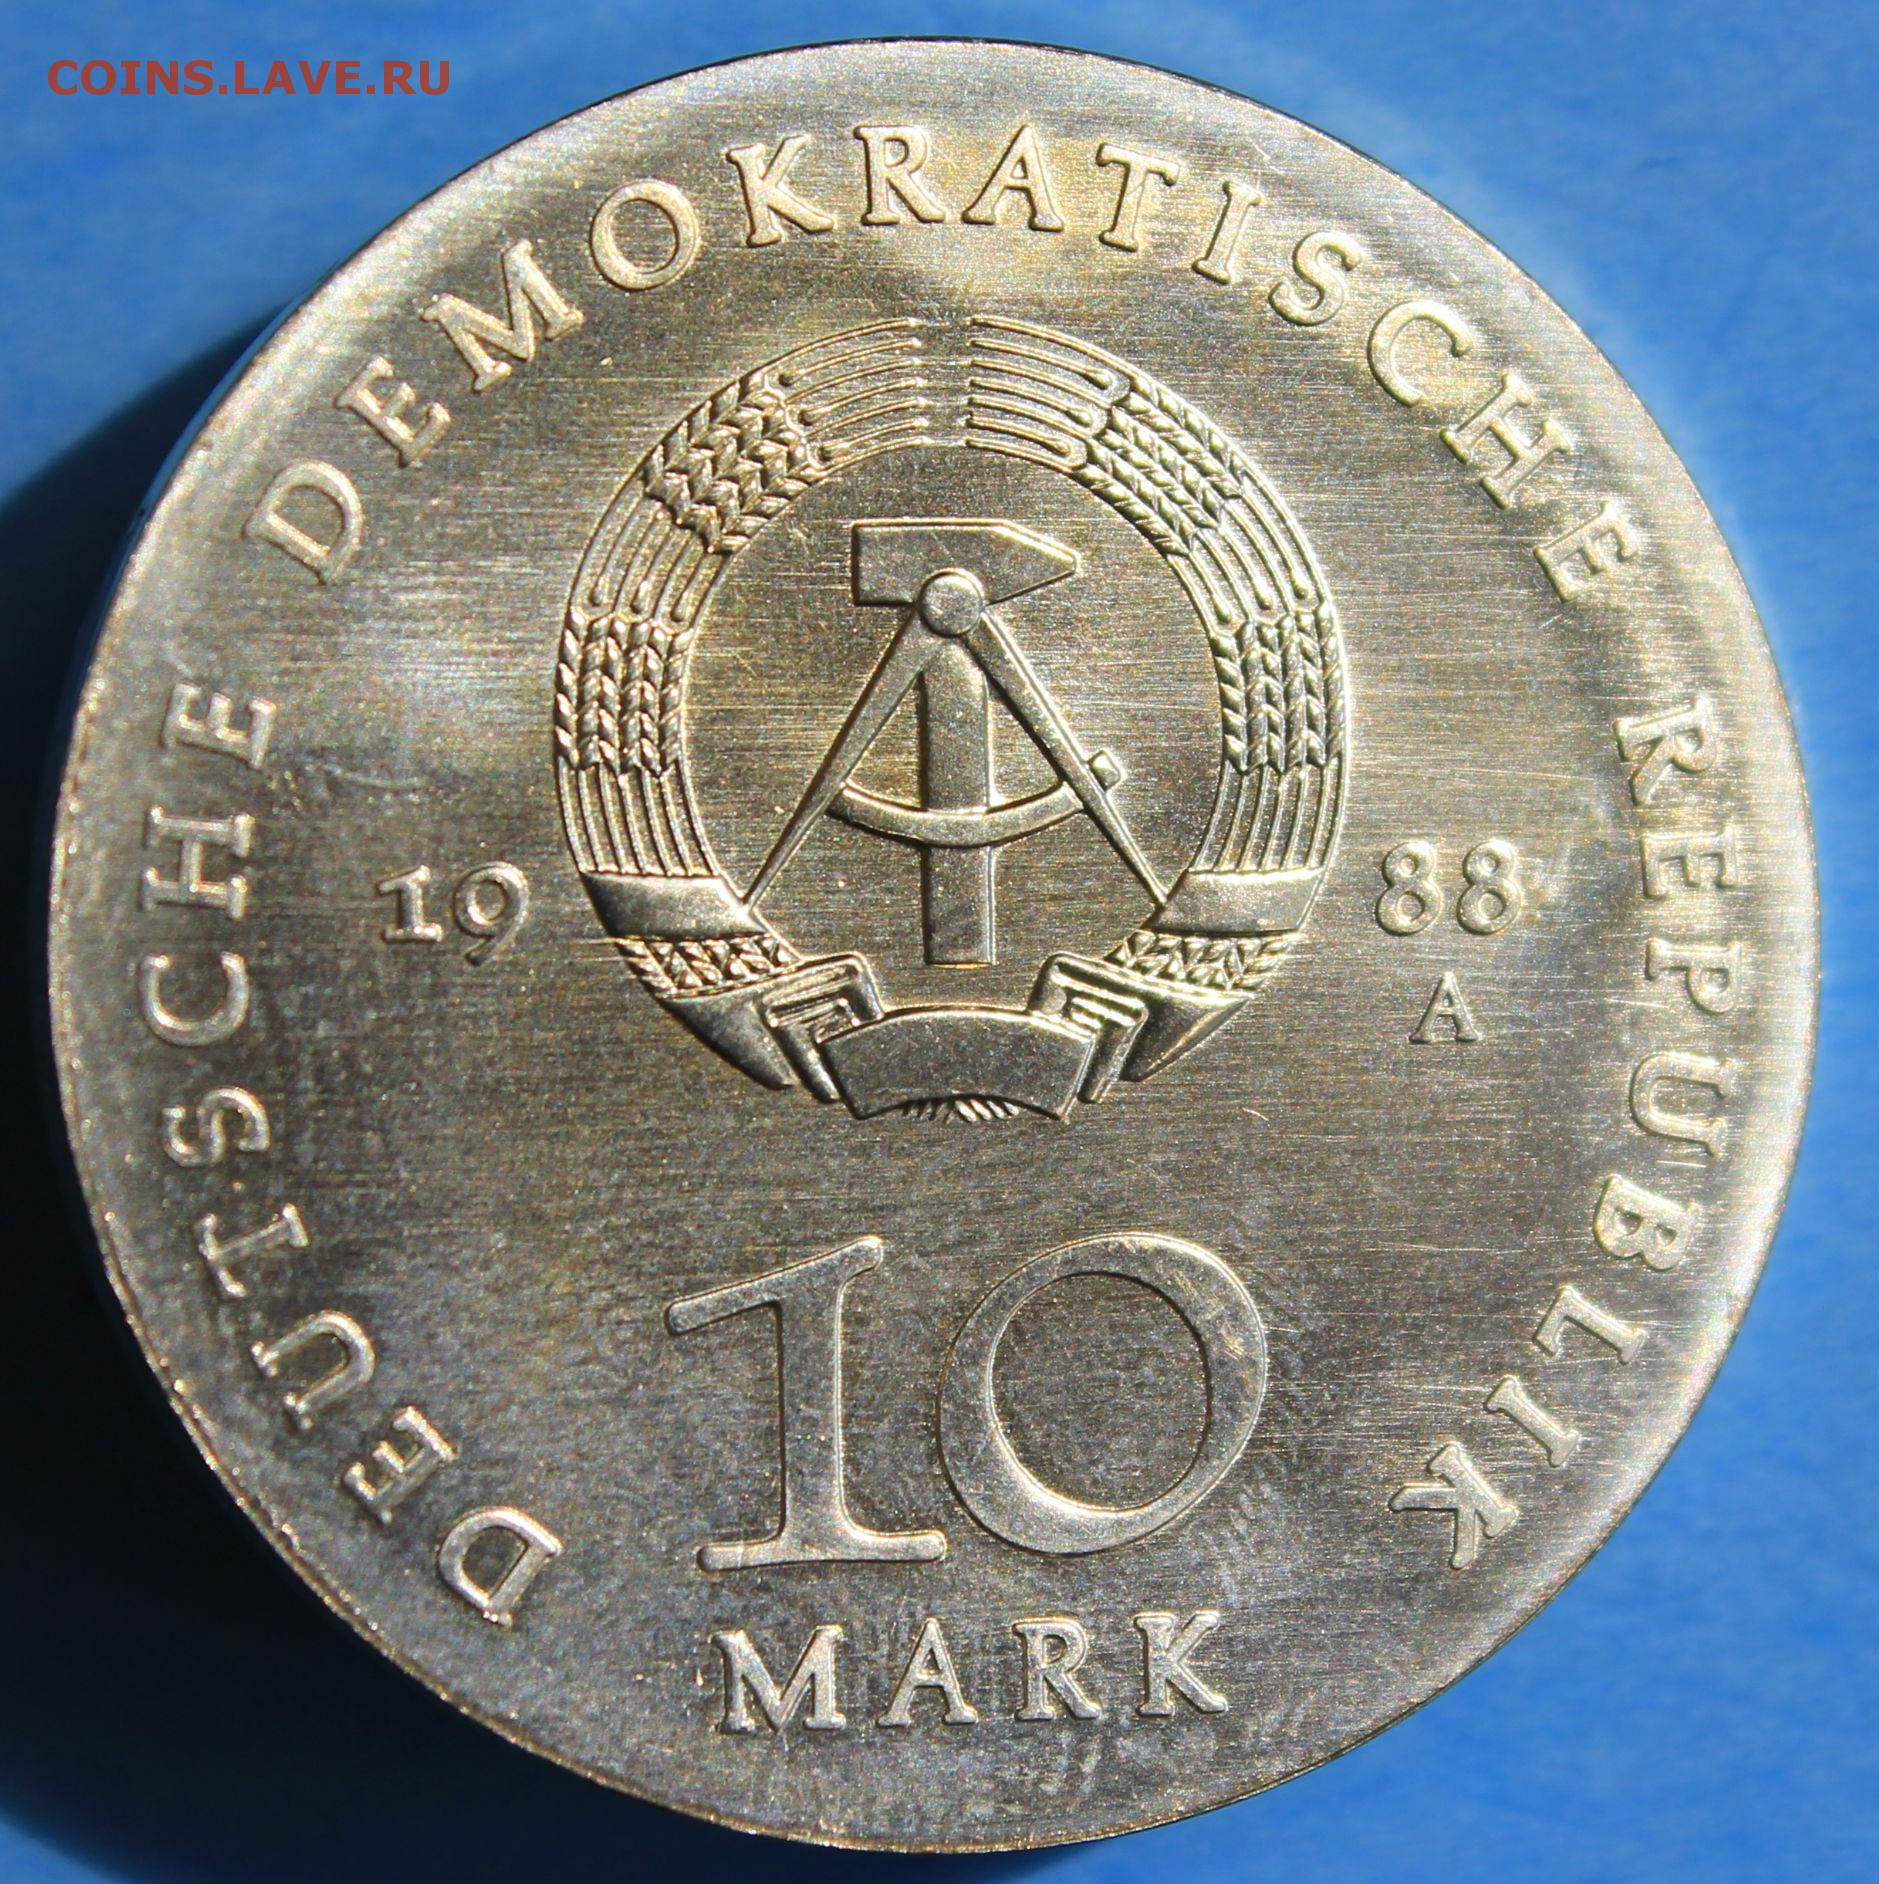 COINS.LAVE.RU
DEUTSCHE DEMOKRATISCHE REPUBLIK
19 88
A
10
MARK